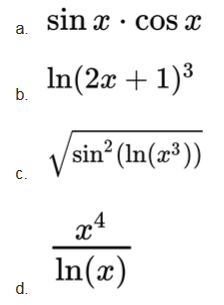 a. sin x · cos x
b. ln(2x + 1)³
c. √sin²(ln(x³))
d. x⁴/ln(x)